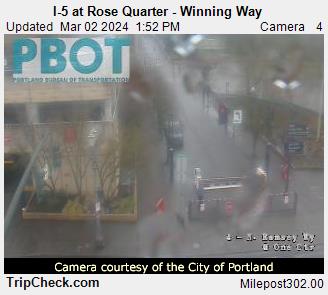 I-5 at Rose Quarter - Winning Way
Updated Mar 02 2024 1:52 PM Camera 4
PBOT
PORTLAND BUREAU OF TRANSPORTATION
Camera courtesy of the City of Portland
TripCheck.com Milepost302.00